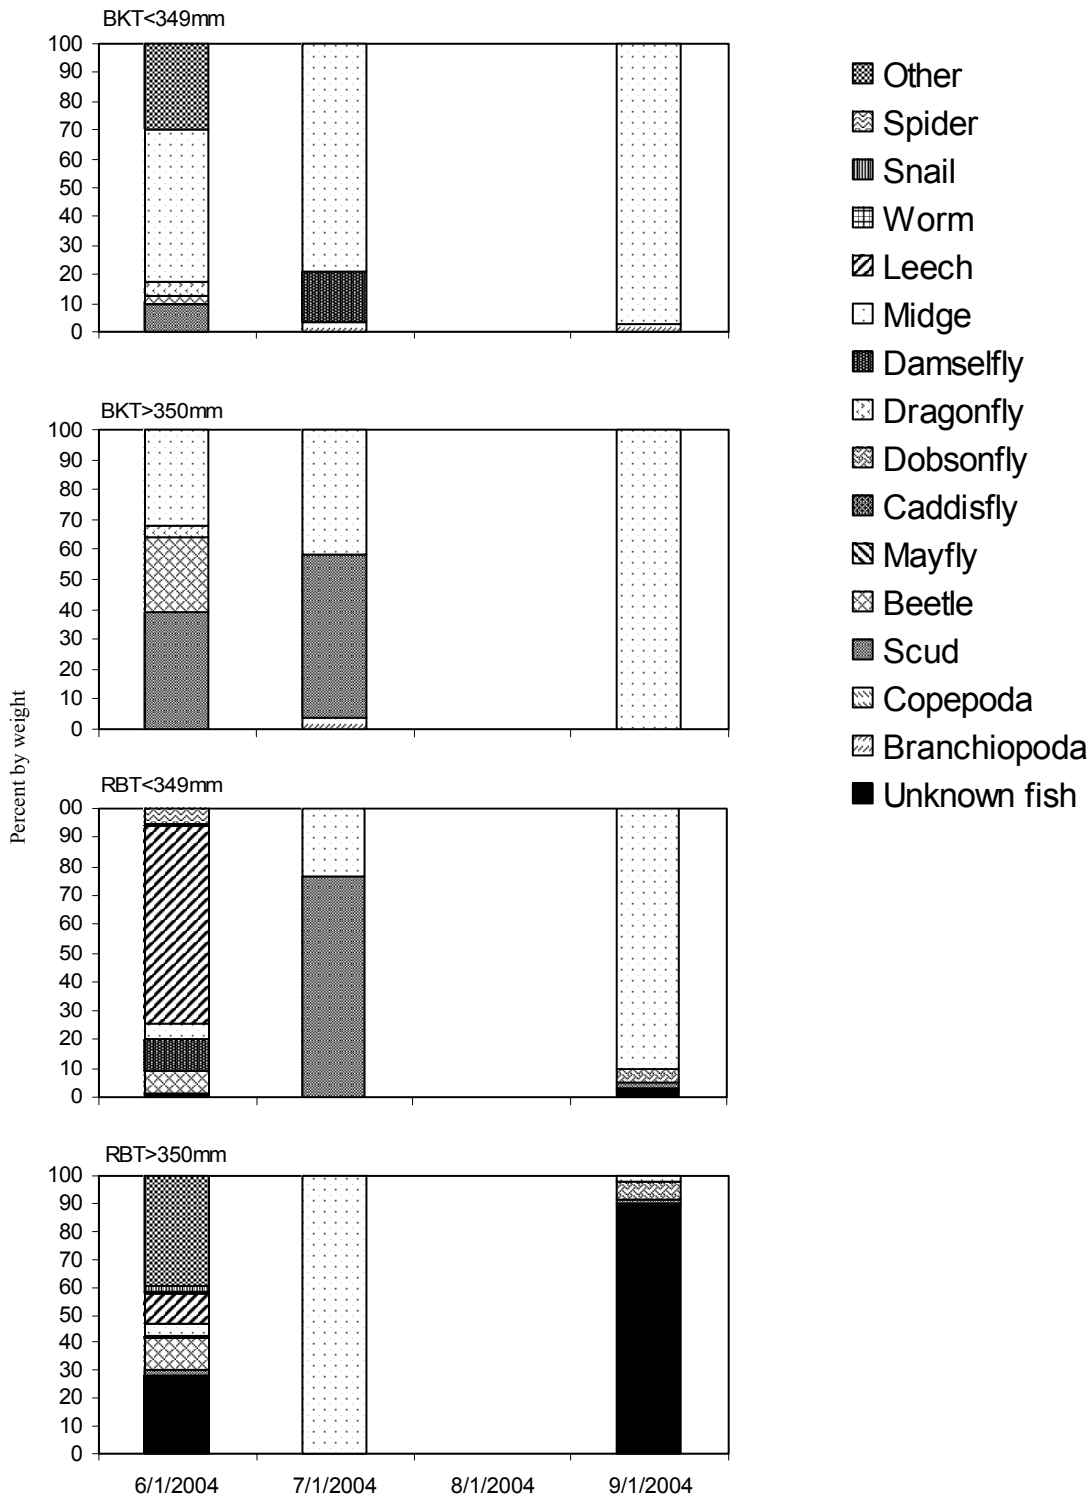 BKT<349mm
100
90
80
70
60
50
40
30
20
10
0
BKT>350mm
100
90
80
70
60
50
40
30
20
10
0
Percent by weight
RBT<349mm
00
90
80
70
60
50
40
30
20
10
0
RBT>350mm
100
90
80
70
60
50
40
30
20
10
0
6/1/2004 7/1/2004 8/1/2004 9/1/2004
Other
Spider
Snail
Worm
Leech
Midge
Damselfly
Dragonfly
Dobsonfly
Caddisfly
Mayfly
Beetle
Scud
Copepoda
Branchiopoda
Unknown fish